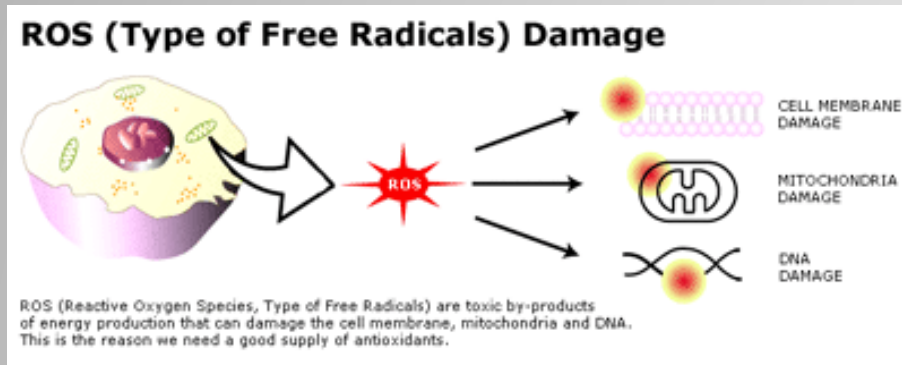 ROS (Type of Free Radicals) Damage
CELL MEMBRANE
DAMAGE
ROS
MITOCHONDRIA
DAMAGE
DNA
DAMAGE
ROS (Reactive Oxygen Species, Type of Free Radicals) are toxic by-products
of energy production that can damage the cell membrane, mitochondria and DNA.
This is the reason we need a good supply of antioxidants.